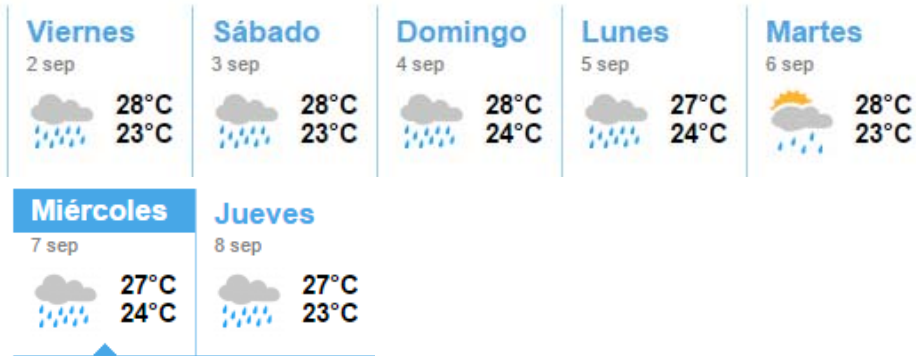 Viernes
2 sep
28°C
23°C
Sábado
3 sep
28°C
23°C
Domingo
4 sep
28°C
24°C
Lunes
5 sep
27°C
24°C
Martes
6 sep
28°C
23°C
Miércoles
7 sep
27°C
24°C
Jueves
8 sep
27°C
23°C